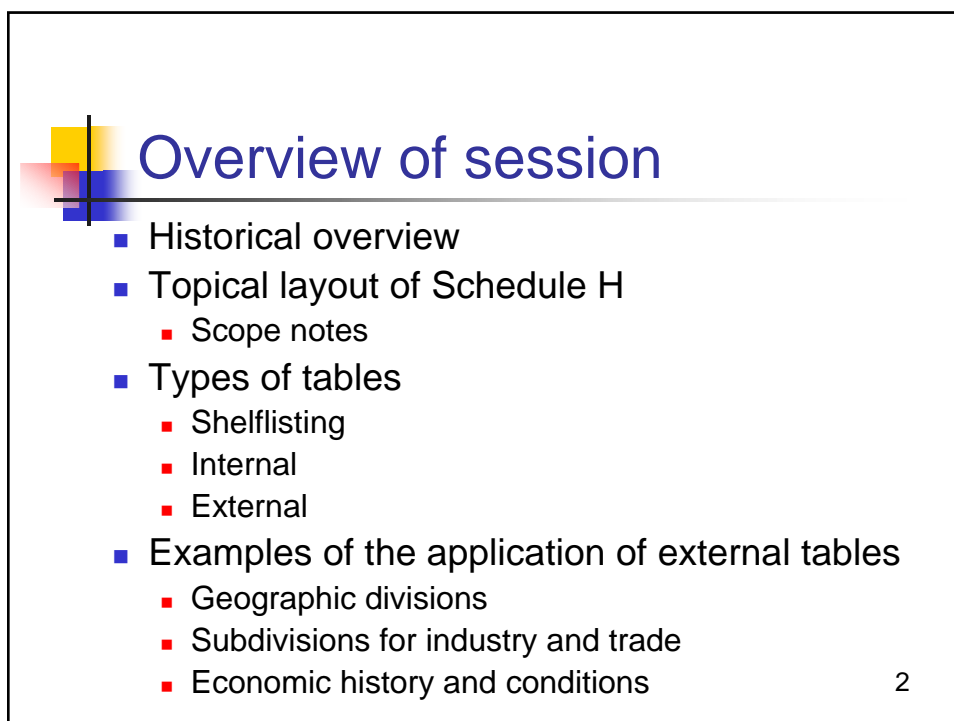 Overview of session
Historical overview
Topical layout of Schedule H
Scope notes
Types of tables
Shelflisting
Internal
External
Examples of the application of external tables
Geographic divisions
Subdivisions for industry and trade
Economic history and conditions
2